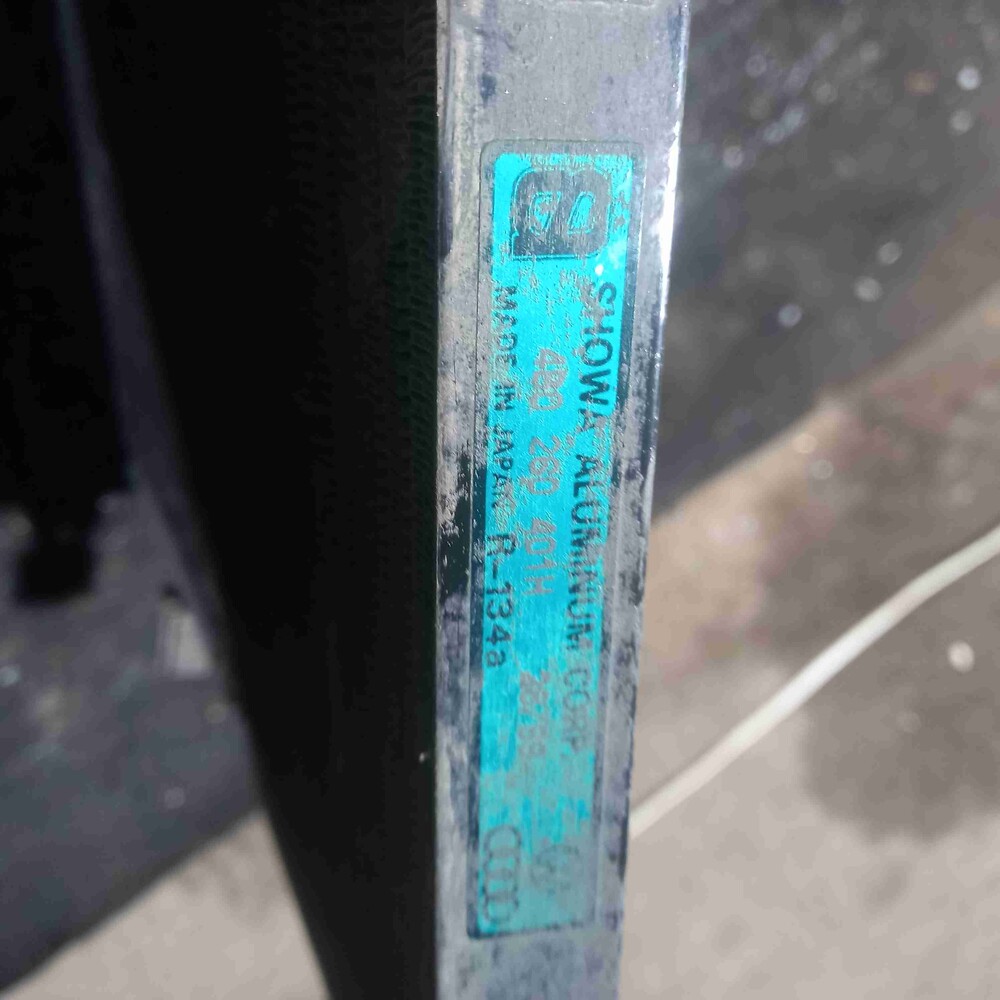 SHOWA ALUMINUM CORP
4B0 260 401H
MADE IN JAPAN R-134a